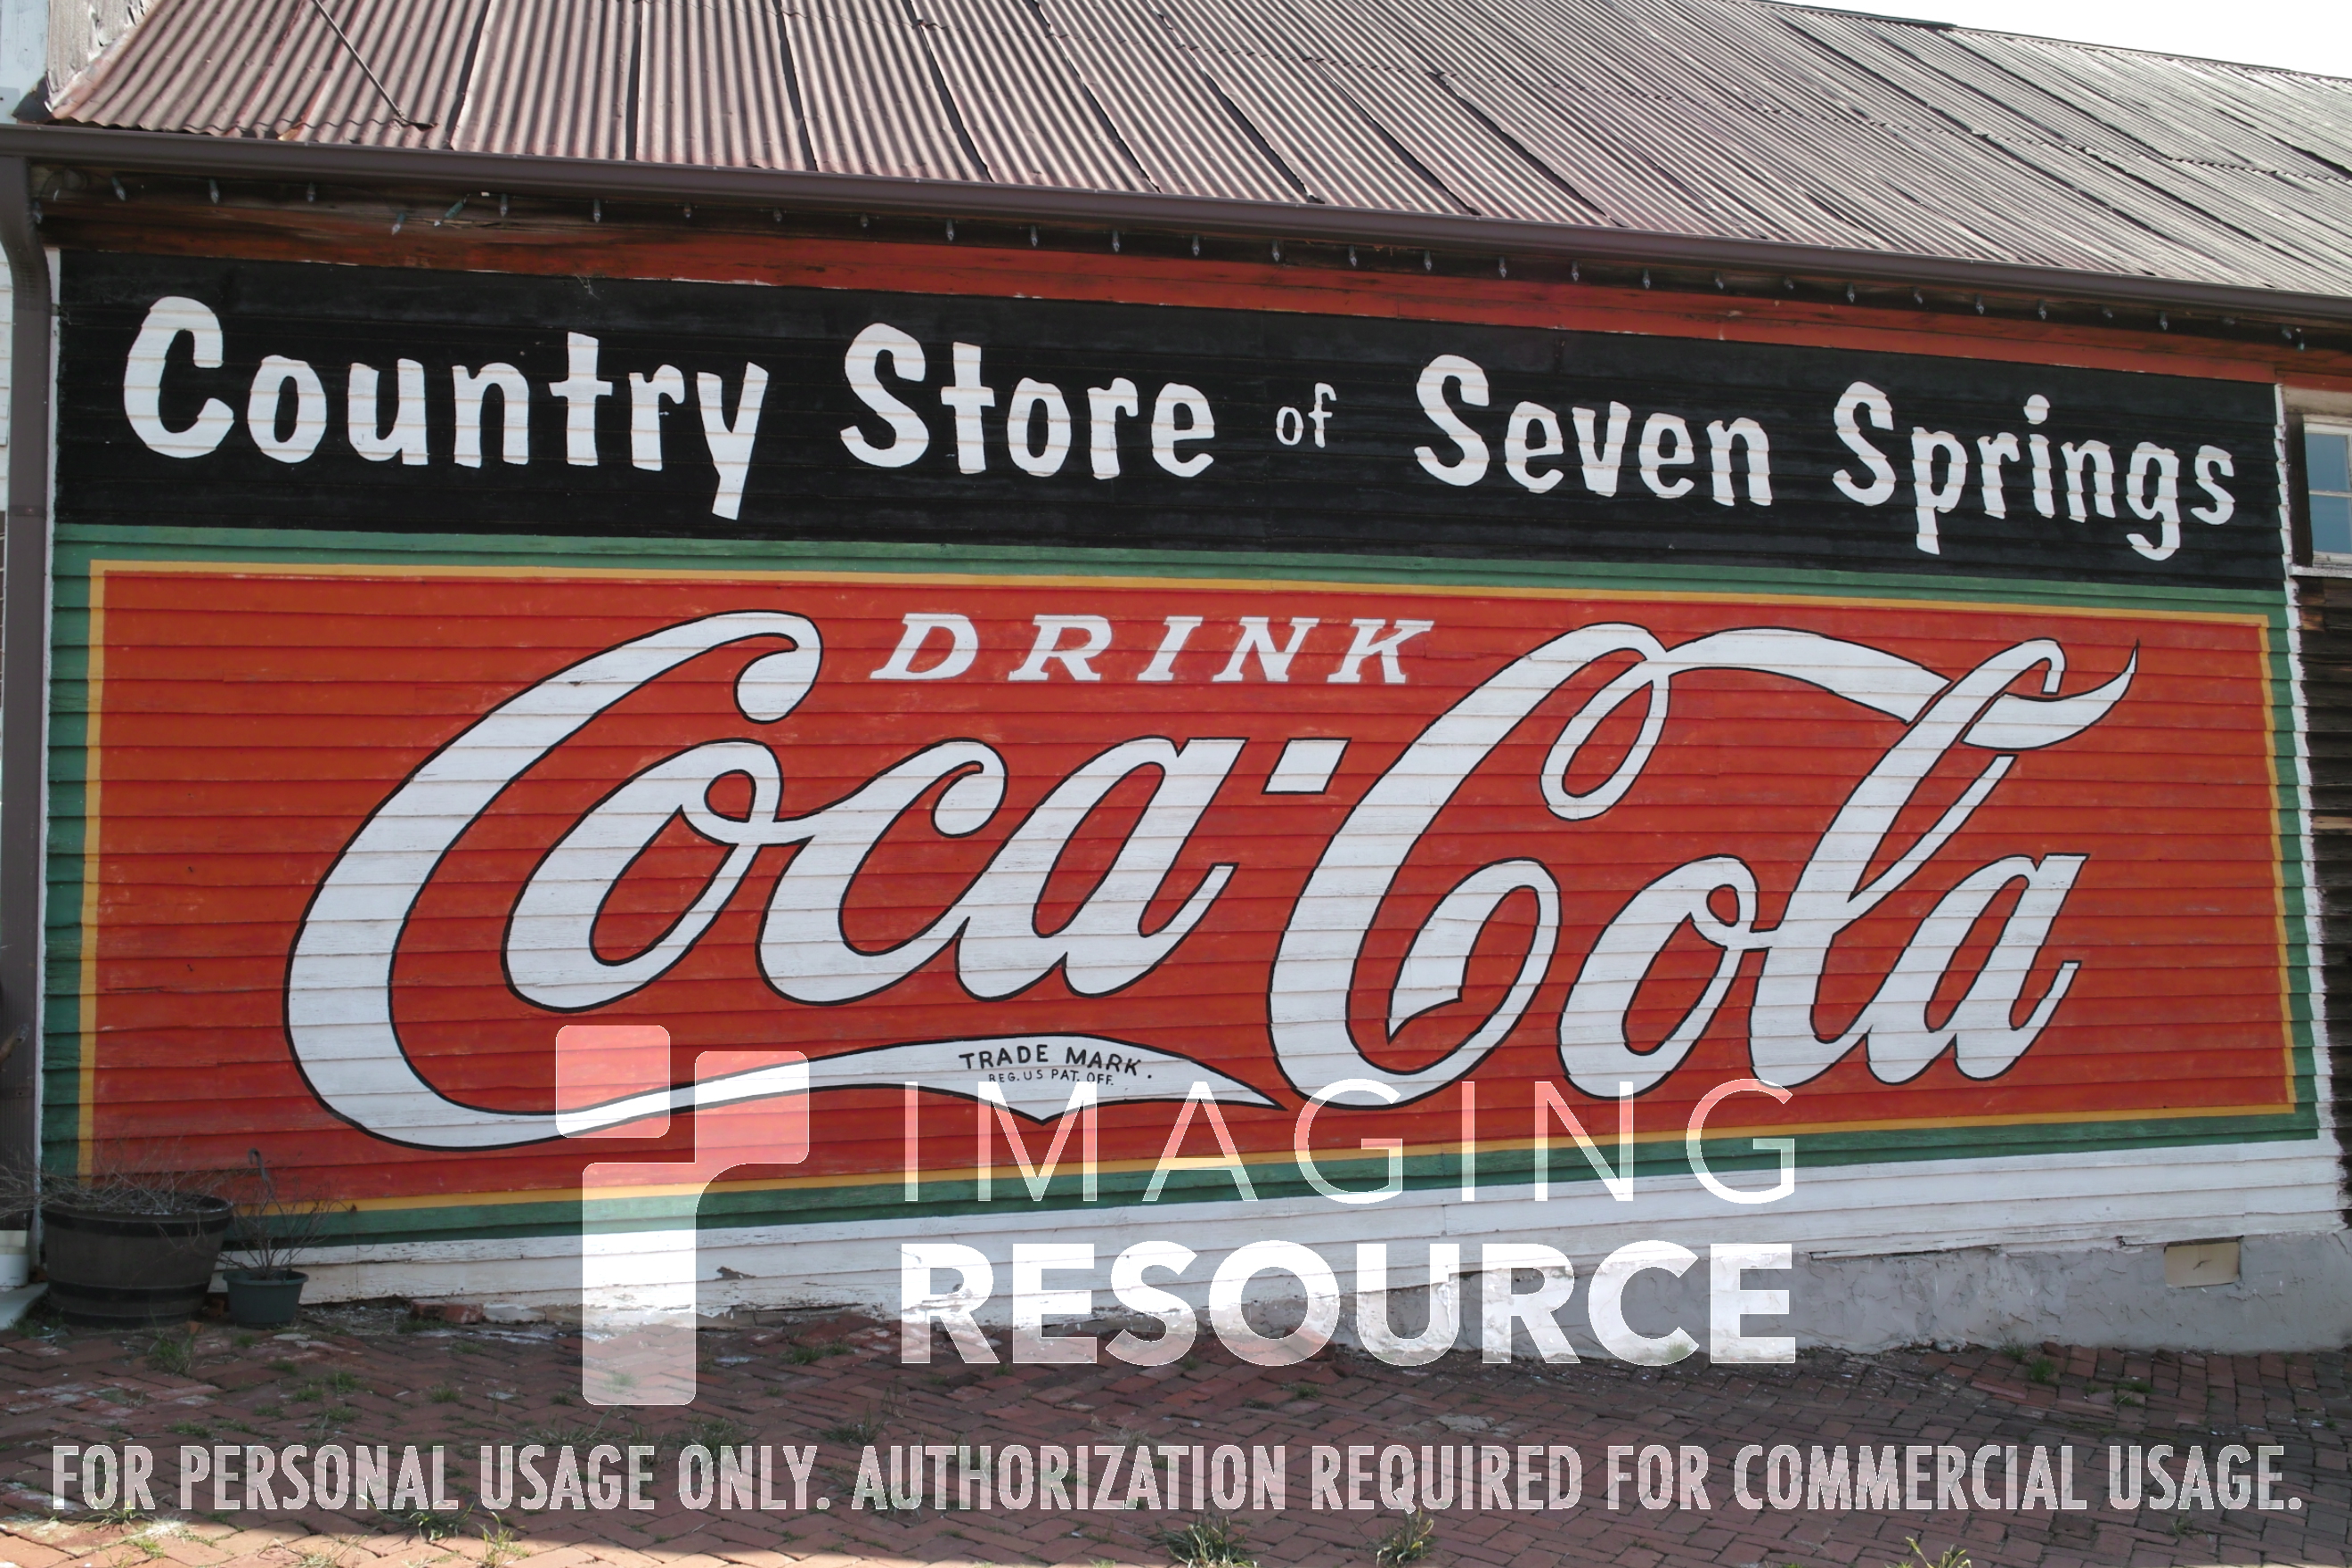 Country Store of Seven Springs
DRINK
Coca-Cola
TRADE MARK.
REG. US PAT. OFF.
IMAGING
RESOURCE
FOR PERSONAL USAGE ONLY. AUTHORIZATION REQUIRED FOR COMMERCIAL USAGE.